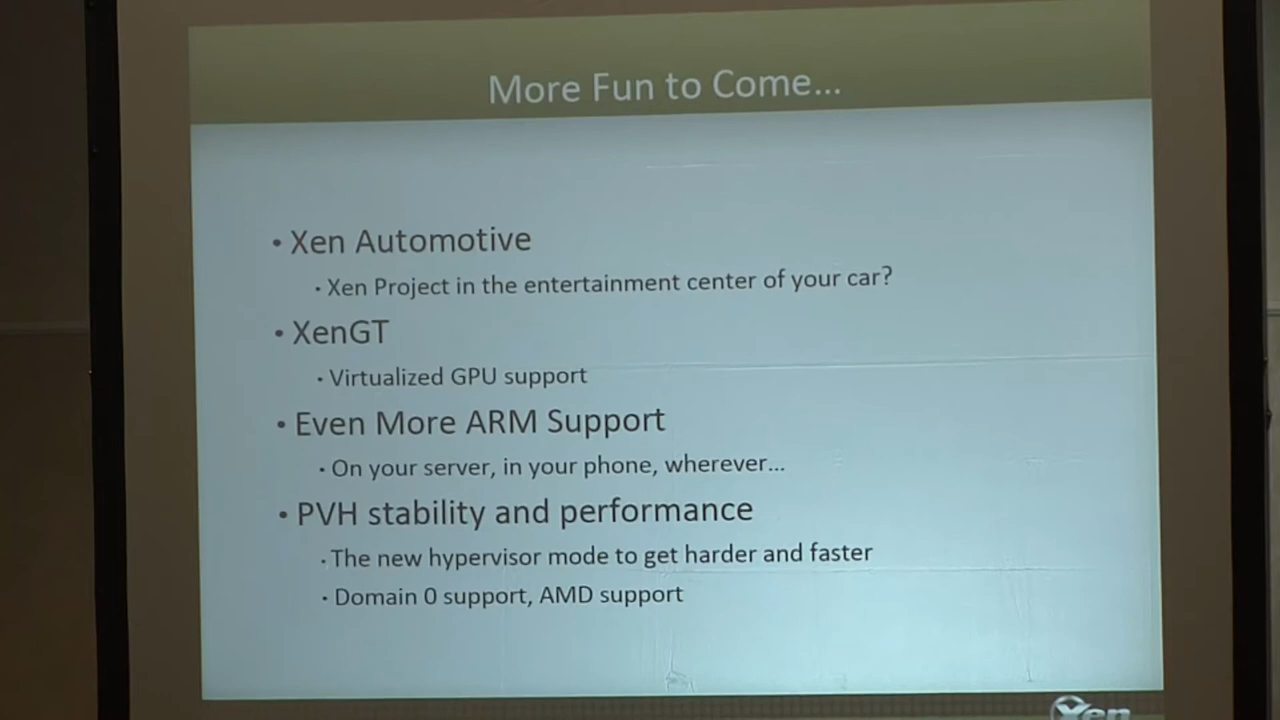 More Fun to Come...
• Xen Automotive
• Xen Project in the entertainment center of your car?
• XenGT
• Virtualized GPU support
• Even More ARM Support
• On your server, in your phone, wherever...
• PVH stability and performance
• The new hypervisor mode to get harder and faster
• Domain 0 support, AMD support
Xen